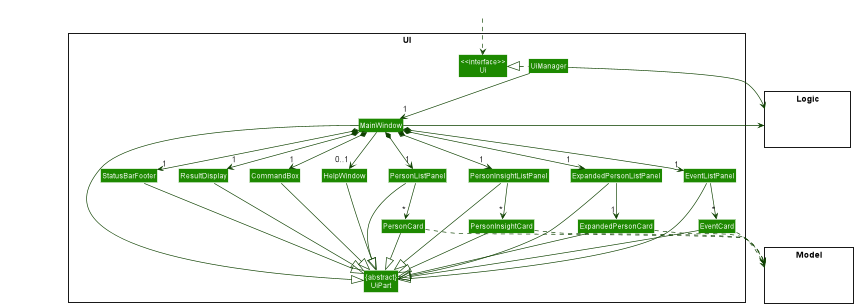 UI
<<interface>>
UI
UiManager
Logic
1
MainWindow
1
1
1
0..1
1
1
1
1
StatusBarFooter
ResultDisplay
CommandBox
HelpWindow
PersonListPanel
PersonInsightListPanel
ExpandedPersonListPanel
EventListPanel
*
*
1
*
PersonCard
PersonInsightCard
ExpandedPersonCard
EventCard
Model
{abstract}
UiPart